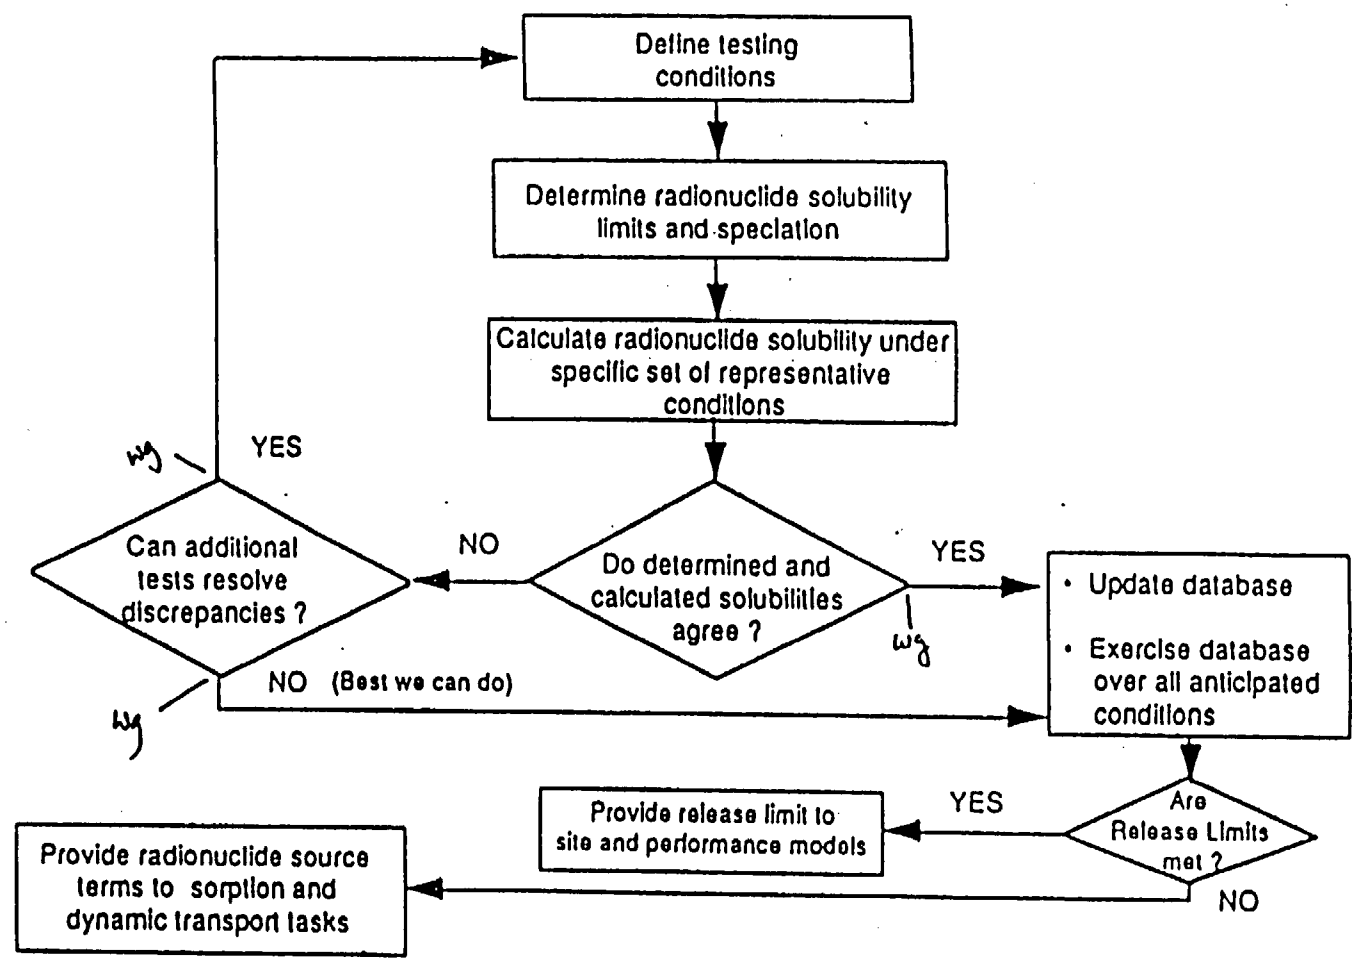 Define testing
conditions
Determine radionuclide solubility
limits and speciation
Calculate radionuclide solubility under
specific set of representative
conditions
wg
YES
Can additional
tests resolve
discrepancies ?
NO
Do determined and
calculated solubilities
agree ?
YES
wg
• Update database
• Exercise database
over all anticipated
conditions
NO (Best we can do)
wg
Provide release limit to
site and performance models
YES
Are
Release Limits
met ?
NO
Provide radionuclide source
terms to sorption and
dynamic transport tasks